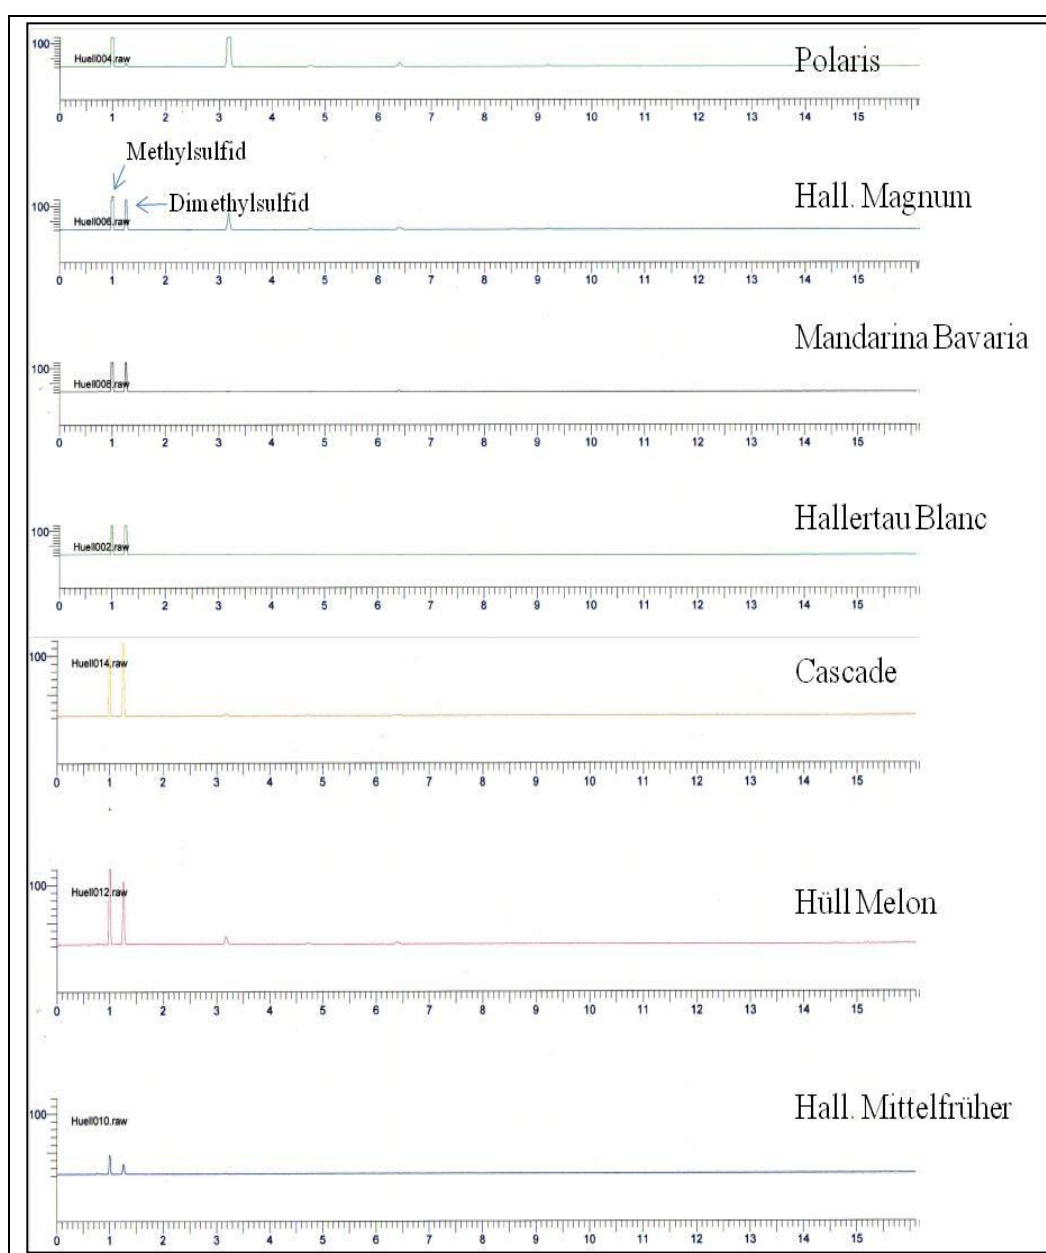 100
Huell004.raw
Polaris
0 1 2 3 4 5 6 7 8 9 10 11 12 13 14 15
Methylsulfid
Dimethylsulfid
Hall. Magnum
100
Huell006.raw
0 1 2 3 4 5 6 7 8 9 10 11 12 13 14 15
Mandarina Bavaria
100
Huell008.raw
0 1 2 3 4 5 6 7 8 9 10 11 12 13 14 15
Hallertau Blanc
100
Huell002.raw
0 1 2 3 4 5 6 7 8 9 10 11 12 13 14 15
100
Huell014.raw
Cascade
0 1 2 3 4 5 6 7 8 9 10 11 12 13 14 15
100
Huell012.raw
Hüll Melon
0 1 2 3 4 5 6 7 8 9 10 11 12 13 14 15
Hall. Mittelfrüher
100
Huell010.raw
0 1 2 3 4 5 6 7 8 9 10 11 12 13 14 15